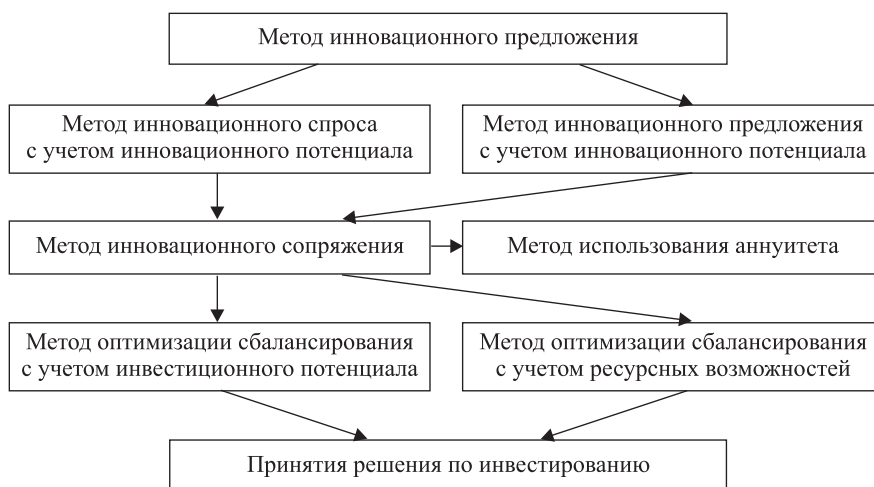 Метод инновационного предложения
Метод инновационного спроса
с учетом инновационного потенциала
Метод инновационного предложения
с учетом инновационного потенциала
Метод инновационного сопряжения
Метод использования аннуитета
Метод оптимизации сбалансирования
с учетом инвестиционного потенциала
Метод оптимизации сбалансирования
с учетом ресурсных возможностей
Принятия решения по инвестированию